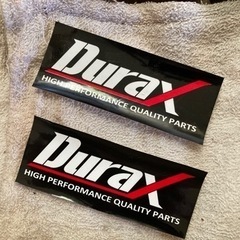 Durax
HIGH PERFORMANCE QUALITY PARTS
Durax
HIGH PERFORMANCE QUALITY PARTS